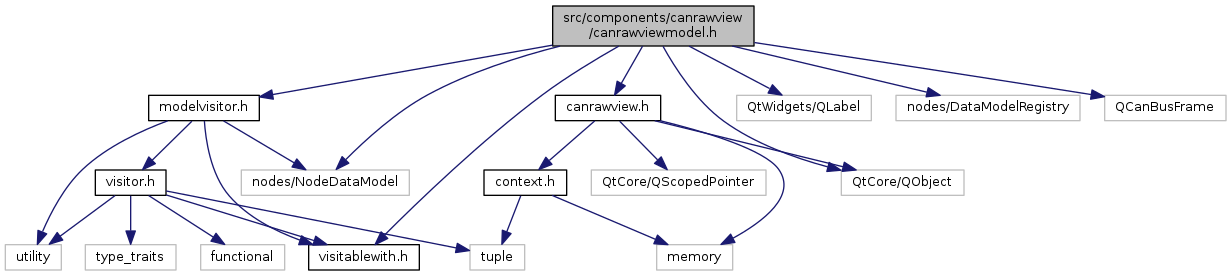 src/components/canrawview
/canrawviewmodel.h
modelvisitor.h
canrawview.h
QtWidgets/QLabel
nodes/DataModelRegistry
QCanBusFrame
visitor.h
nodes/NodeDataModel
context.h
QtCore/QScopedPointer
QtCore/QObject
utility
type_traits
functional
visitablewith.h
tuple
memory